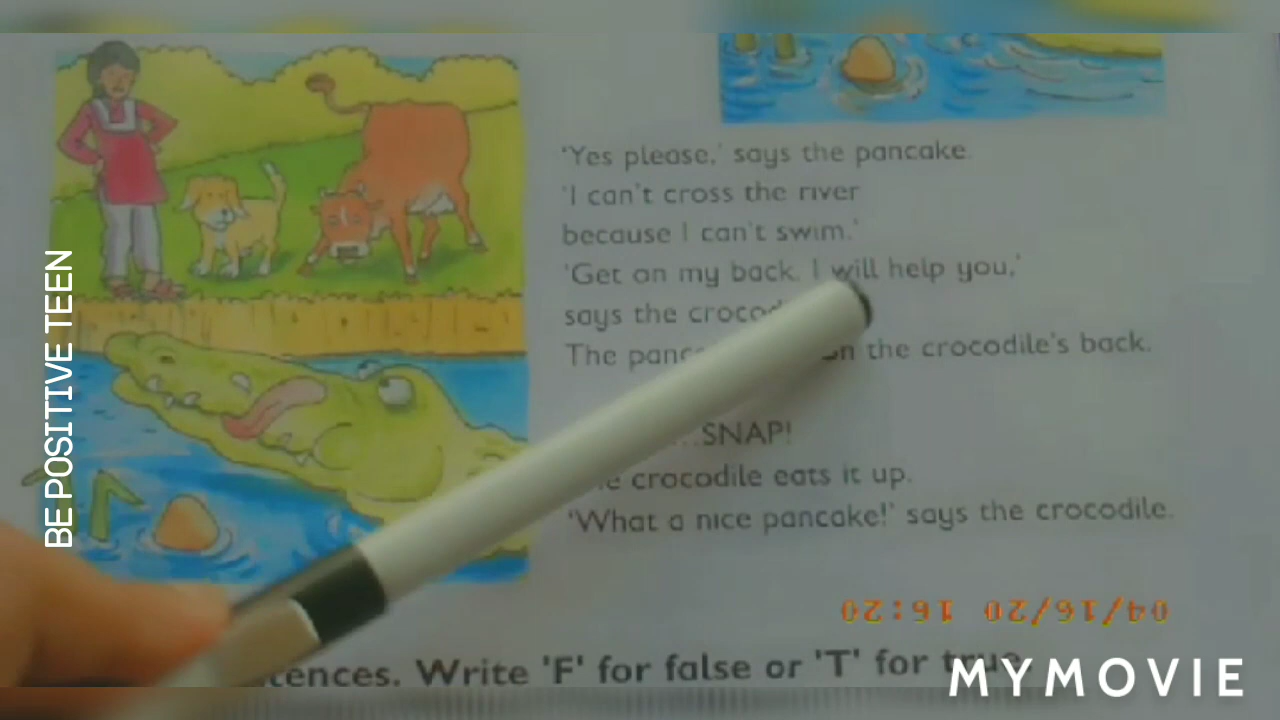 BE POSITIVE TEEN
'Yes please,' says the pancake.
'I can't cross the river
because I can't swim.'
'Get on my back. I will help you,'
says the
The on the crocodile's back.
...SNAP!
crocodile eats it up.
'What a nice pancake!' says the crocodile.
04/16/20 16:20
Write 'F' for false or 'T' for true
MYMOVIE